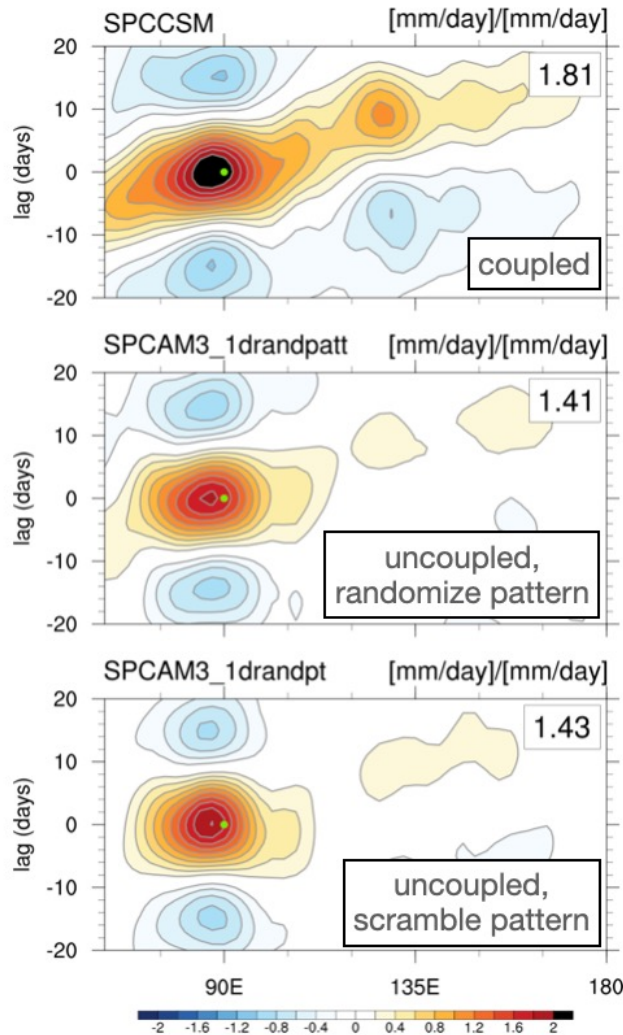 SPCCSM [mm/day]/[mm/day]
20
10
0
-10
-20
lag (days)
1.81
coupled
SPCAM3_1drandpatt [mm/day]/[mm/day]
20
10
0
-10
-20
lag (days)
1.41
uncoupled,
randomize pattern
SPCAM3_1drandpt [mm/day]/[mm/day]
20
10
0
-10
-20
lag (days)
1.43
uncoupled,
scramble pattern
90E 135E 180
-2 -1.6 -1.2 -0.8 -0.4 0 0.4 0.8 1.2 1.6 2